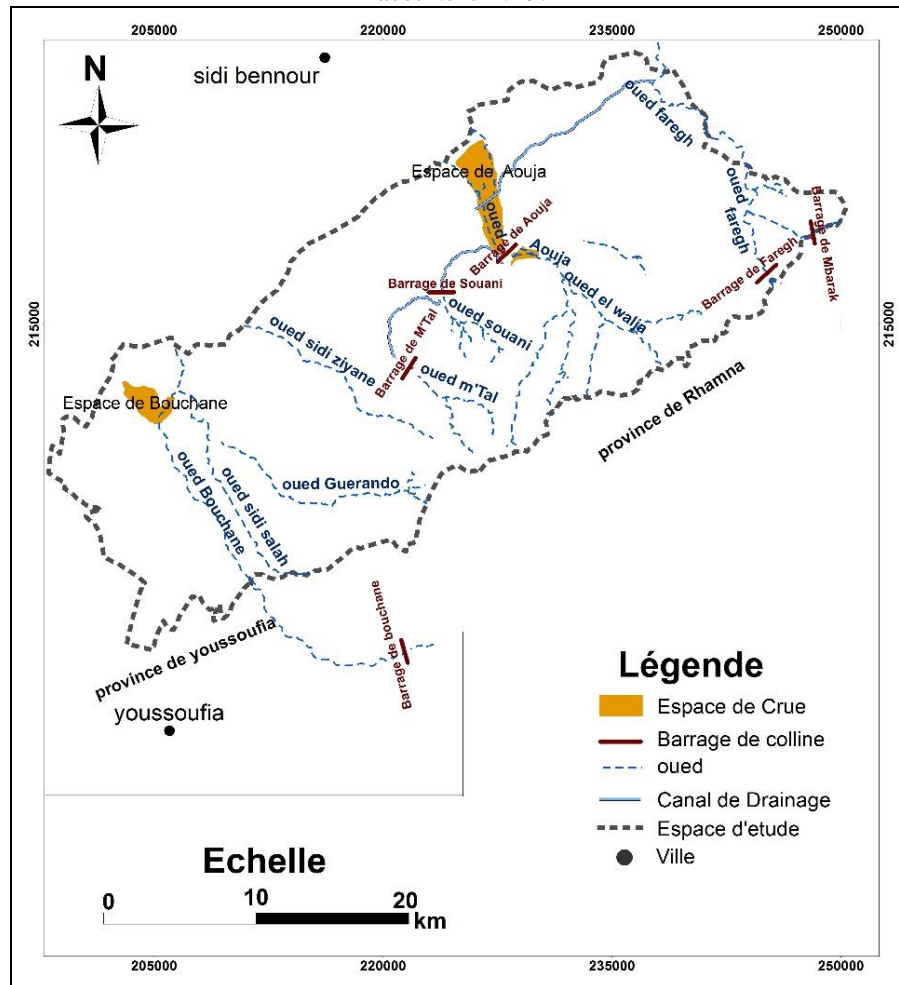 205000
220000
235000
250000
sidi bennour
N
oued faregh
Espace de Aouja
oued faregh
Barrage de Mbarak
oued
Aouja
Barrage de Aouja
Barrage de Faregh
Barrage de Souani
oued el walja
215000
215000
oued souani
oued sidi ziyane
Barrage de M'Tal
oued m'Tal
Espace de Bouchane
province de Rhamna
oued Guerando
oued Bouchane
oued sidi salah
Barrage de bouchane
province de youssoufia
youssoufia
Légende
Espace de Crue
Barrage de colline
oued
Canal de Drainage
Espace d'etude
Ville
Echelle
0
10
20
km
205000
220000
235000
250000